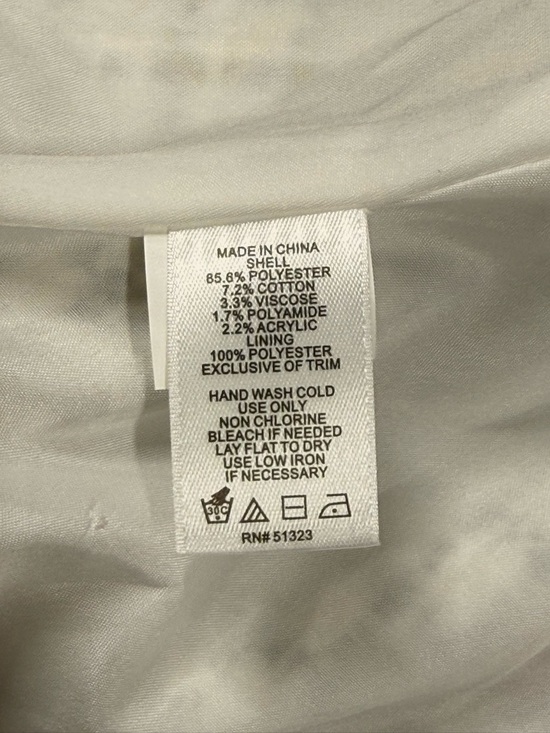 MADE IN CHINA
SHELL
85.6% POLYESTER
7.2% COTTON
3.3% VISCOSE
1.7% POLYAMIDE
2.2% ACRYLIC
LINING
100% POLYESTER
EXCLUSIVE OF TRIM
HAND WASH COLD
USE ONLY
NON CHLORINE
BLEACH IF NEEDED
LAY FLAT TO DRY
USE LOW IRON
IF NECESSARY
30C
RN# 51323